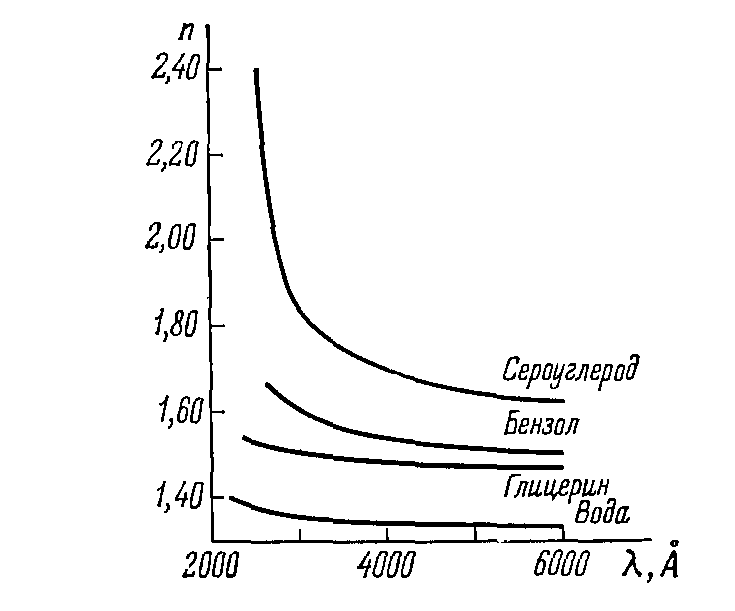 n
2,40
2,20
2,00
1,80
1,60
1,40
Сероуглерод
Бензол
Глицерин
Вода
2000 4000 6000 λ, Å